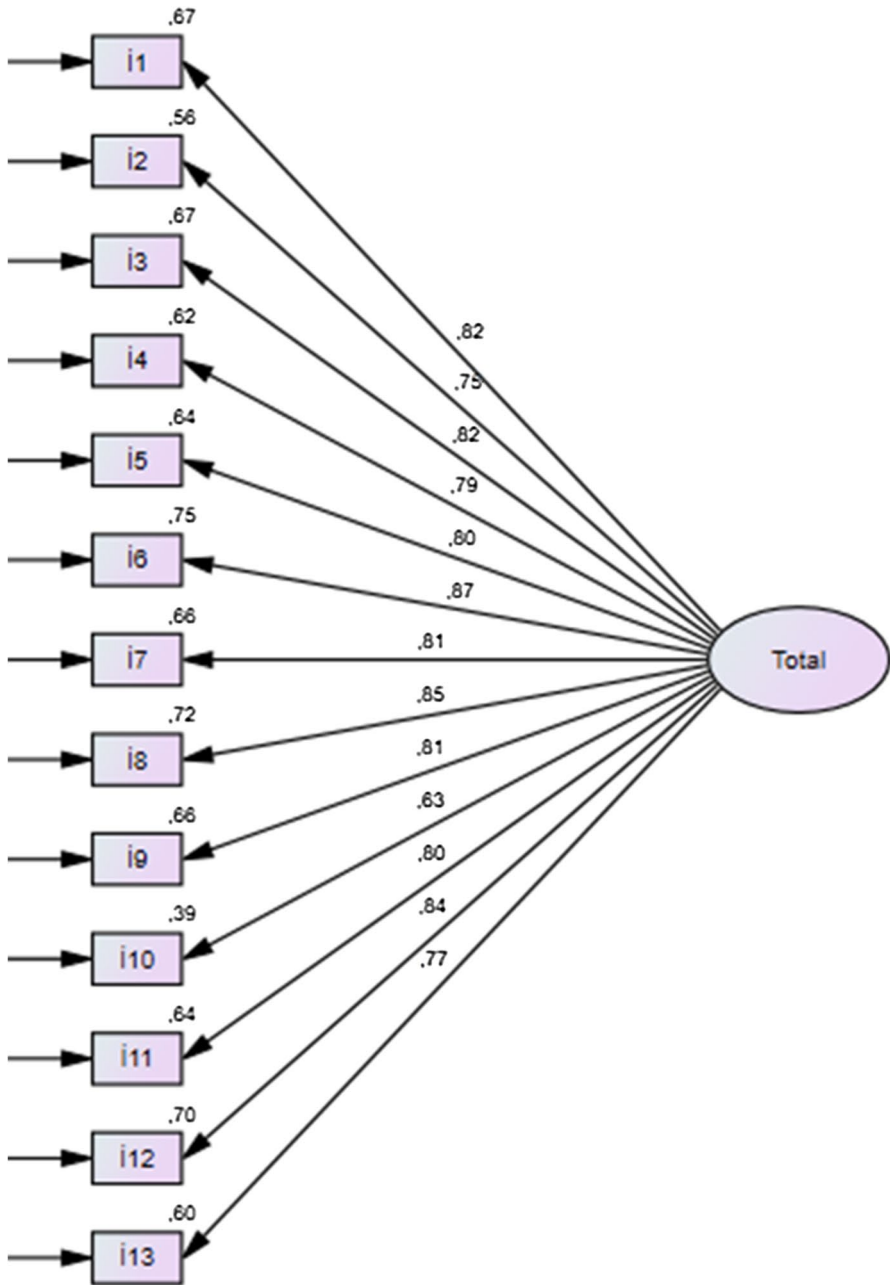 ,67
i1
,56
i2
,67
i3
,62
i4
,82
,75
,64
,82
i5
,79
,75
,80
i6
,87
,66
,81
i7
Total
,85
,72
i8
,81
,66
,63
i9
,80
,39
,84
i10
,77
,64
i11
,70
i12
,60
i13